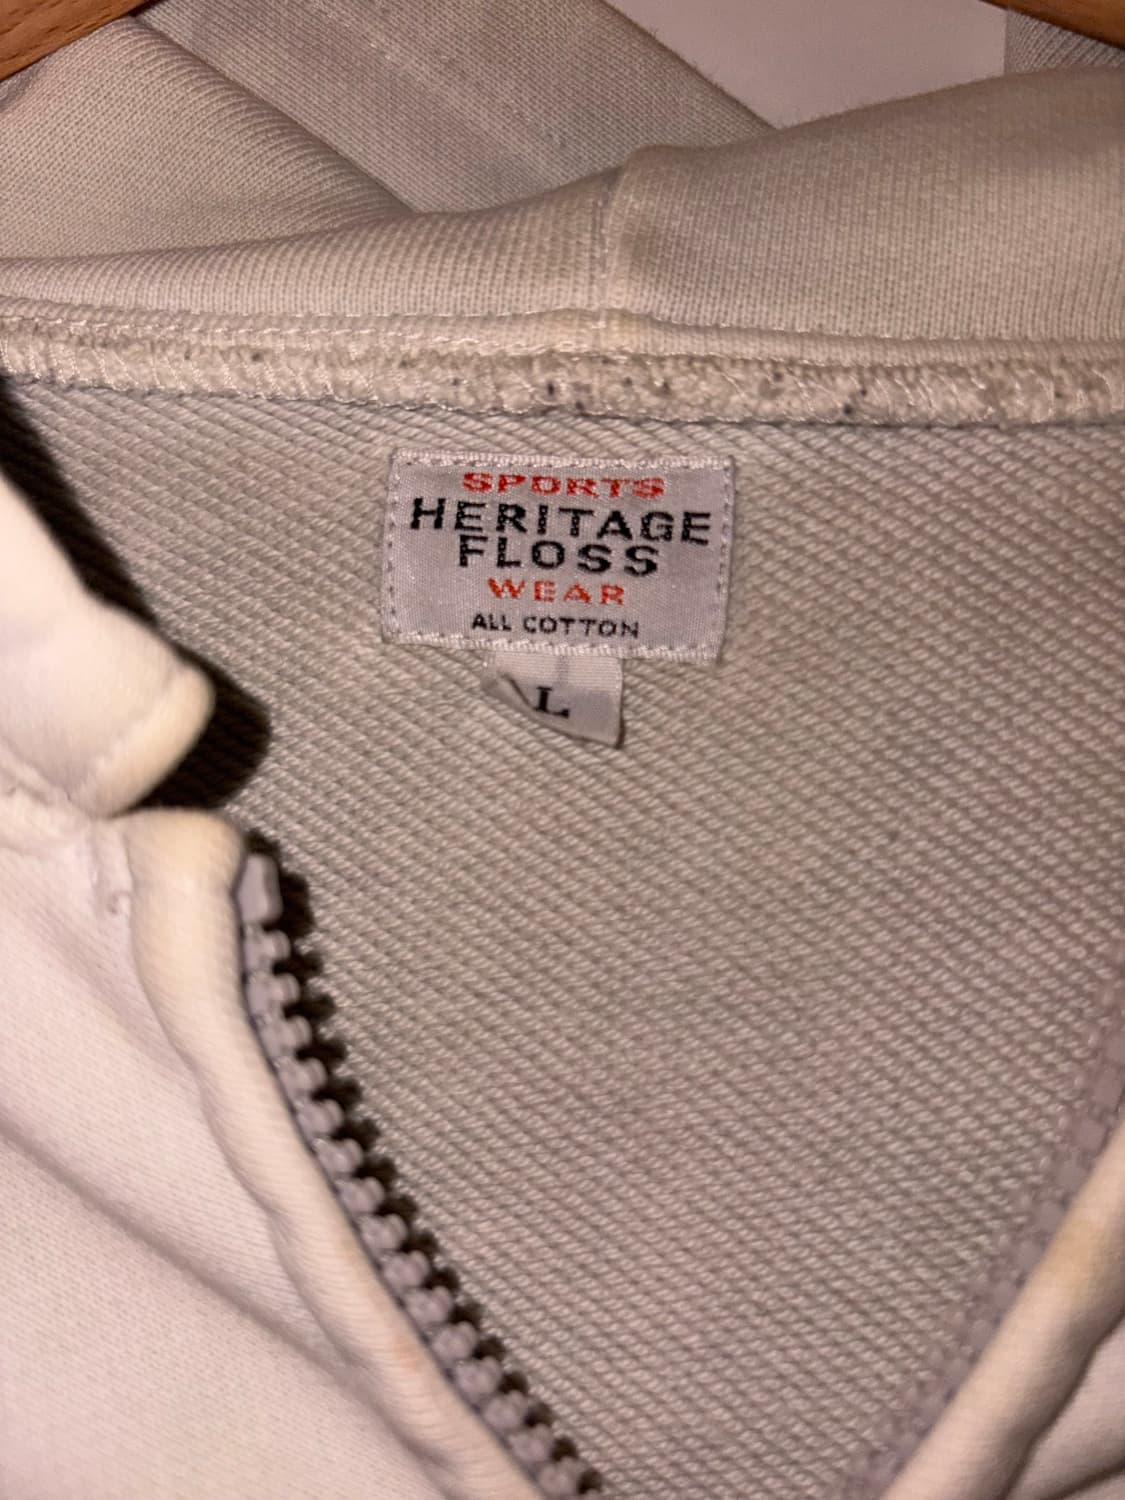 SPORTS
HERITAGE
FLOSS
WEAR
ALL COTTON
L